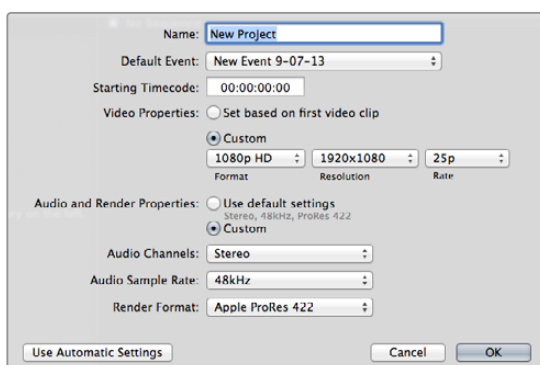 Name: New Project
Default Event: New Event 9-07-13
Starting Timecode: 00:00:00:00
Video Properties: Set based on first video clip
Custom
1080p HD 1920x1080 25p
Format Resolution Rate
Audio and Render Properties: Use default settings
Stereo, 48kHz, ProRes 422
Custom
Audio Channels: Stereo
Audio Sample Rate: 48kHz
Render Format: Apple ProRes 422
Use Automatic Settings Cancel OK